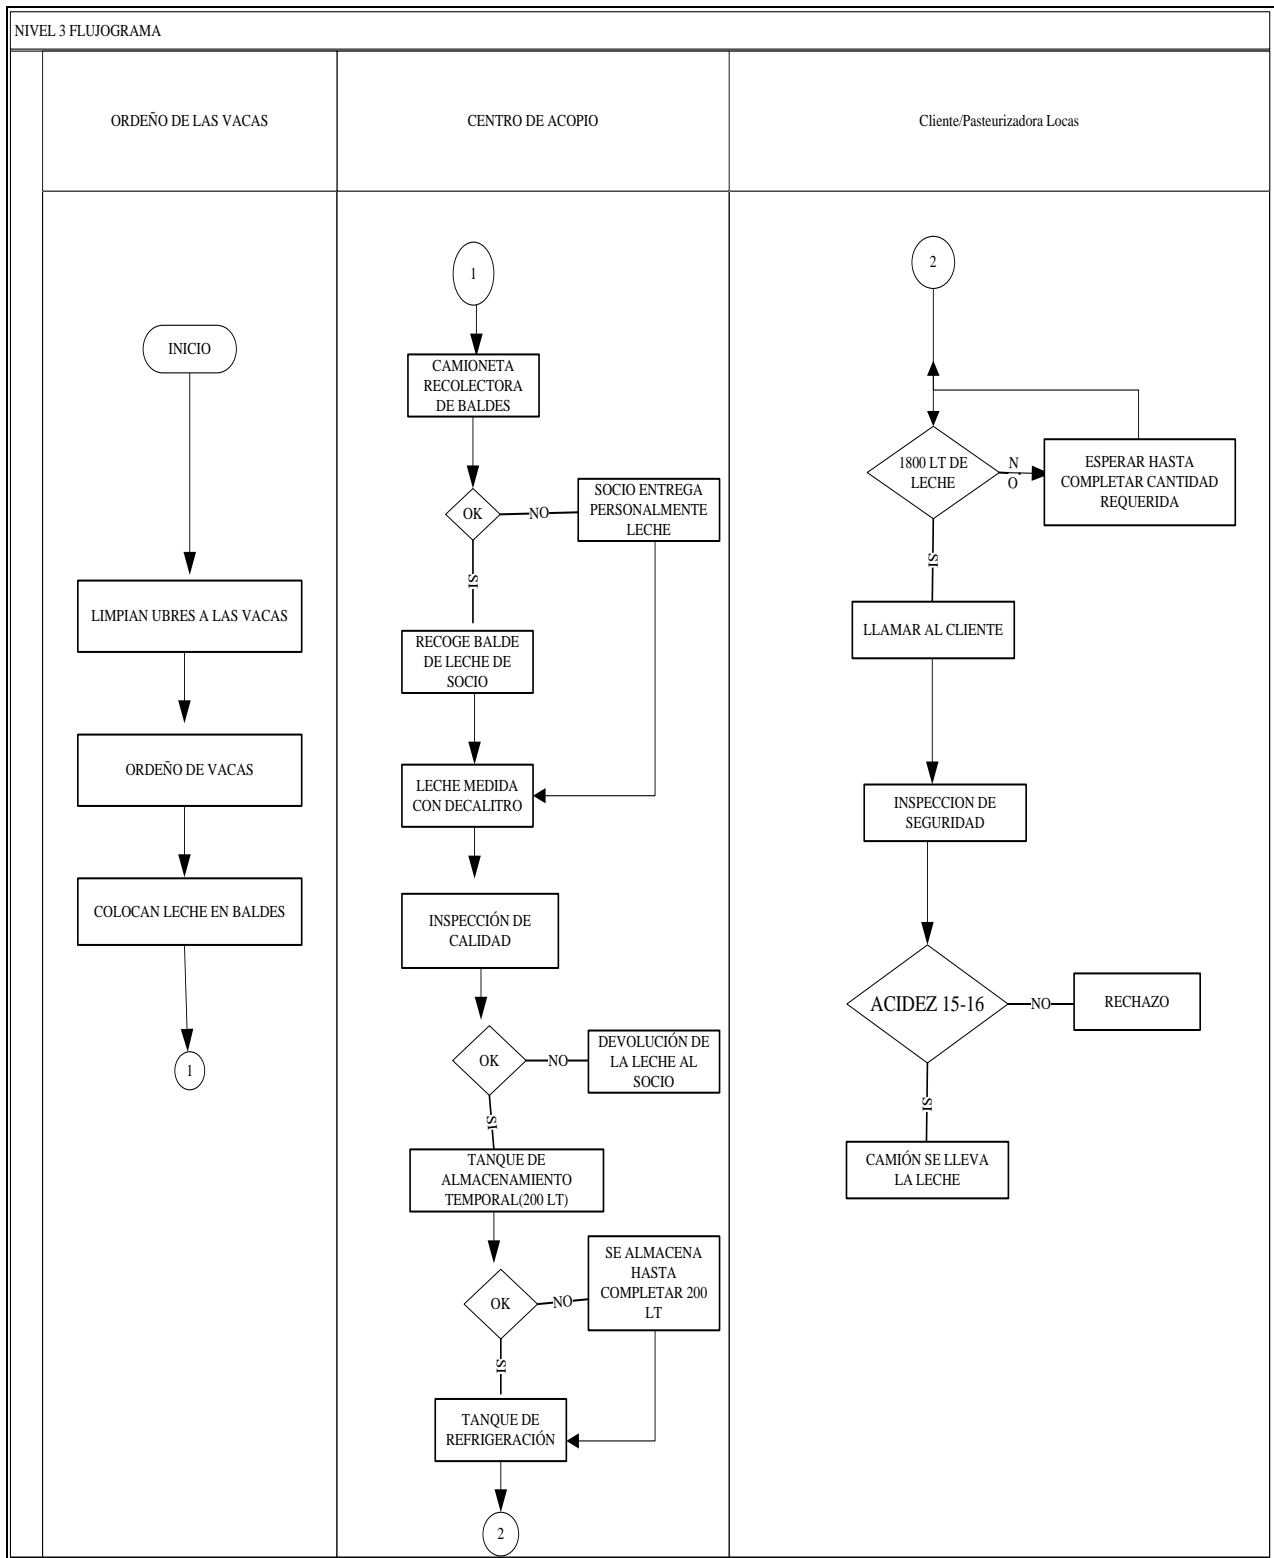 NIVEL 3 FLUJOGRAMA
ORDEÑO DE LAS VACAS
CENTRO DE ACOPIO
Cliente/Pasteurizadora Locas
INICIO
LIMPIAN UBRES A LAS VACAS
ORDEÑO DE VACAS
COLOCAN LECHE EN BALDES
1
1
CAMIONETA
RECOLECTORA
DE BALDES
OK
NO
SOCIO ENTREGA
PERSONALMENTE
LECHE
SI
RECOGE BALDE
DE LECHE DE
SOCIO
LECHE MEDIDA
CON DECALITRO
INSPECCIÓN DE
CALIDAD
OK
NO
DEVOLUCIÓN DE
LA LECHE AL
SOCIO
SI
TANQUE DE
ALMACENAMIENTO
TEMPORAL(200 LT)
OK
NO
SE ALMACENA
HASTA
COMPLETAR 200
LT
SI
TANQUE DE
REFRIGERACIÓN
2
2
1800 LT DE
LECHE
N
O
ESPERAR HASTA
COMPLETAR CANTIDAD
REQUERIDA
SI
LLAMAR AL CLIENTE
INSPECCION DE
SEGURIDAD
ACIDEZ 15-16
NO
RECHAZO
SI
CAMIÓN SE LLEVA
LA LECHE